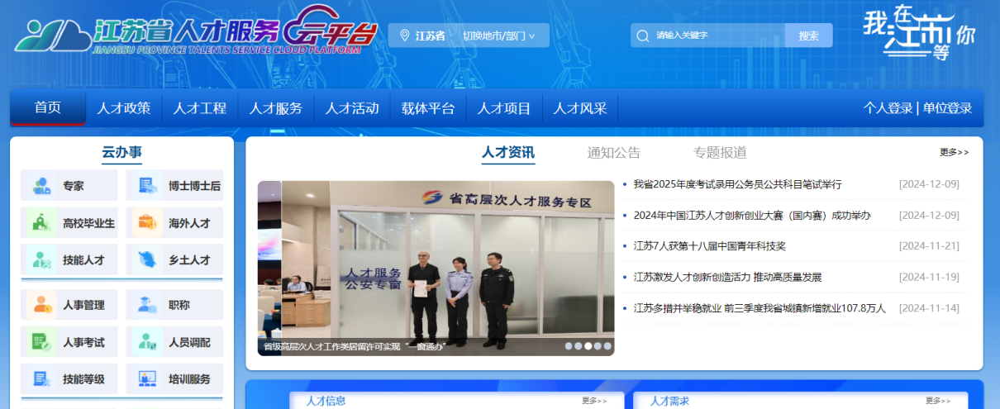 江苏省人才服务云平台
JIANGSU PROVINCE TALENTS SERVICE CLOUD PLATFORM
江苏省 切换地市/部门
请输入关键字 搜索
我在江苏等你
首页 人才政策 人才工程 人才服务 人才活动 载体平台 人才项目 人才风采 个人登录 | 单位登录
云办事
专家 博士博士后
高校毕业生 海外人才
技能人才 乡土人才
人事管理 职称
人事考试 人员调配
技能等级 培训服务
人才资讯 通知公告 专题报道 更多>>
省高层次人才服务专区
人才服务
公安专窗
省级高层次人才工作类居留许可实现“一窗通办”
我省2025年度考试录用公务员公共科目笔试举行 [2024-12-09]
2024年中国江苏人才创新创业大赛（国内赛）成功举办 [2024-12-09]
江苏7人获第十八届中国青年科技奖 [2024-11-21]
江苏激发人才创新创造活力 推动高质量发展 [2024-11-19]
江苏多措并举稳就业 前三季度我省城镇新增就业107.8万人 [2024-11-14]
人才信息 更多>>
人才需求 更多>>